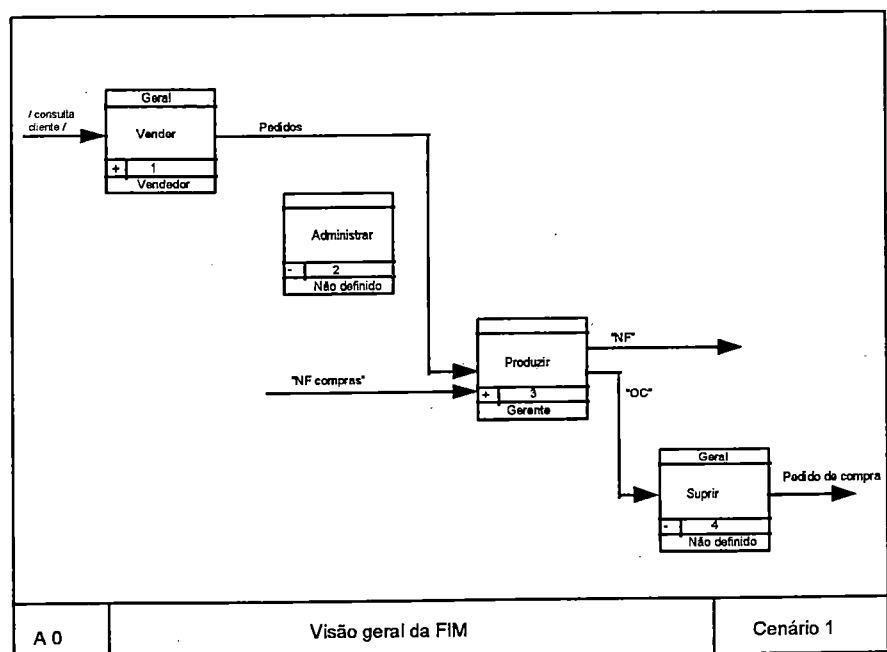 Geral
/ consulta
cliente /
Vender
Pedidos
+ 1
Vendedor
Administrar
- 2
Não definido
"NF"
Produzir
"NF compras"
+ 3
"OC"
Gerente
Geral
Pedido de compra
Suprir
- 4
Não definido
A 0
Visão geral da FIM
Cenário 1